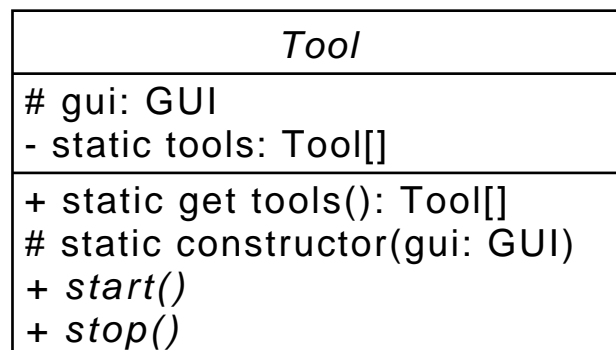 Tool
# gui: GUI
- static tools: Tool[]
+ static get tools(): Tool[]
# static constructor(gui: GUI)
+ start()
+ stop()